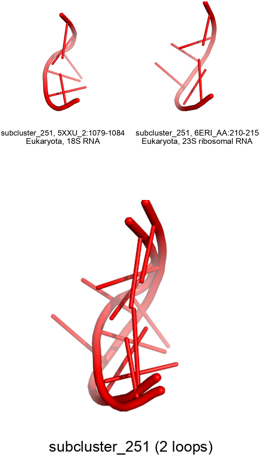 subcluster_251, 5XXU_2:1079-1084
Eukaryota, 18S RNA
subcluster_251, 6ERI_AA:210-215
Eukaryota, 23S ribosomal RNA
subcluster_251 (2 loops)